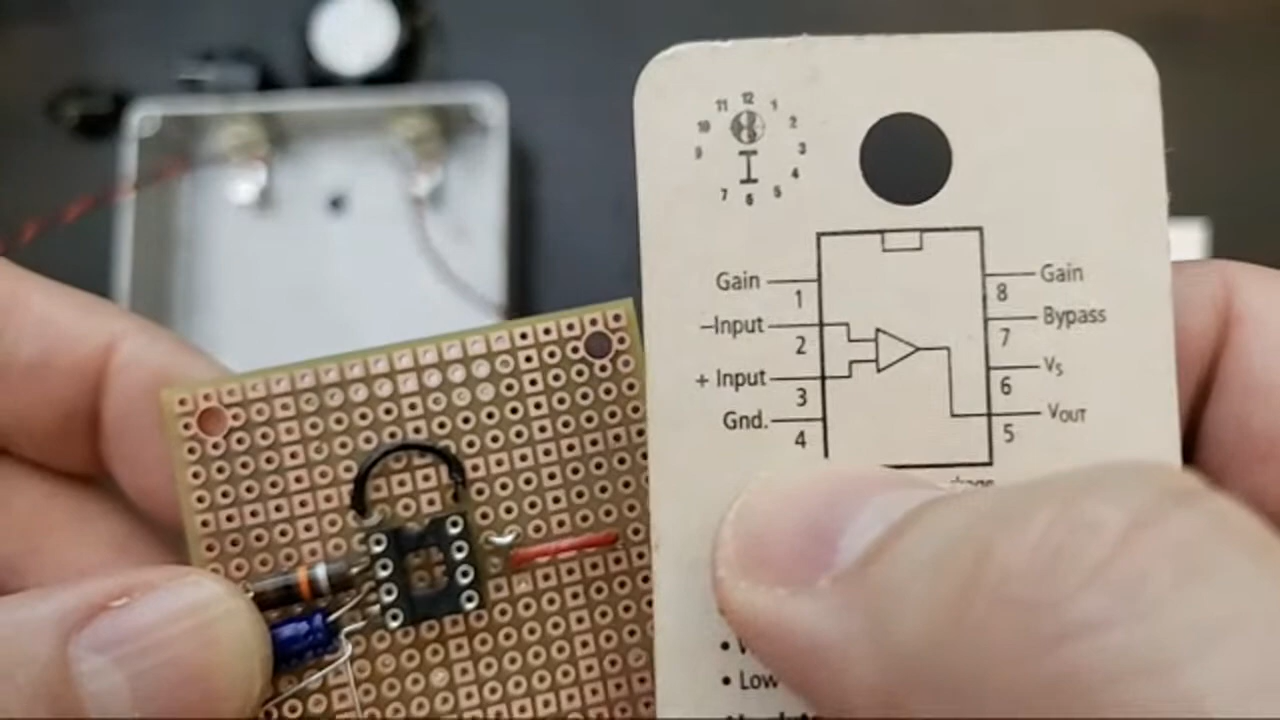 11 12 1
10 2
9 3
4
7 6 5
Gain 1 8 Gain
–Input 2 7 Bypass
+ Input 3 6 VS
Gnd. 4 5 VOUT
•
• Low